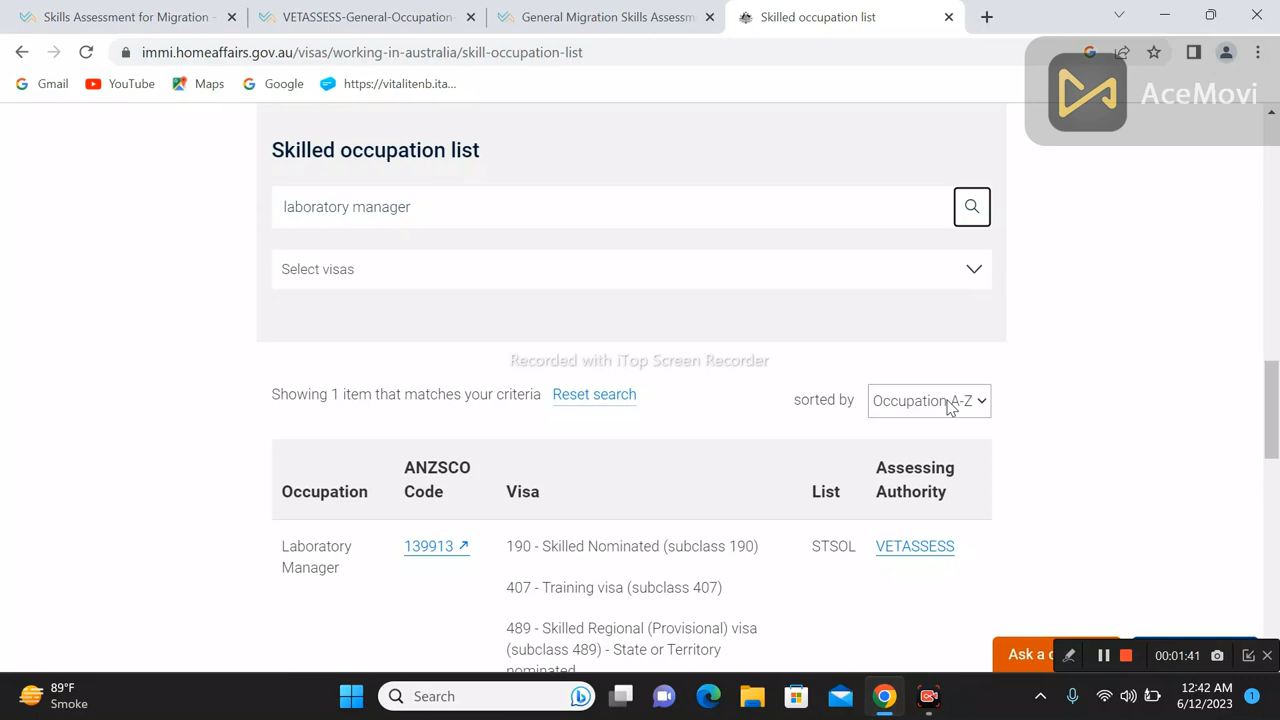 Skills Assessment for Migration -
VETASSESS-General-Occupation-
General Migration Skills Assessm
Skilled occupation list
immi.homeaffairs.gov.au/visas/working-in-australia/skill-occupation-list
Gmail
YouTube
Maps
Google
https://vitalitenb.ita...
AceMovi
Skilled occupation list
laboratory manager
Select visas
Recorded with iTop Screen Recorder
Showing 1 item that matches your criteria Reset search
sorted by Occupation A-Z
Occupation
ANZSCO
Code
Visa
List
Assessing
Authority
Laboratory
Manager
139913
190 - Skilled Nominated (subclass 190)
407 - Training visa (subclass 407)
489 - Skilled Regional (Provisional) visa
(subclass 489) - State or Territory
nominated
STSOL
VETASSESS
Ask a
00:01:41
89°F
Smoke
Search
12:42 AM
6/12/2023
1